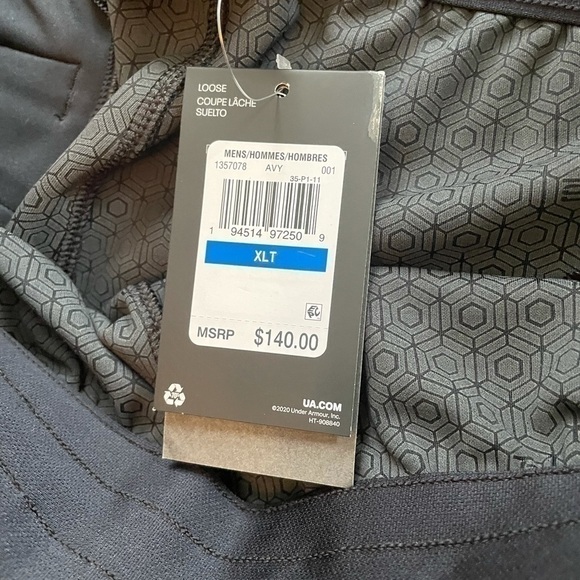 LOOSE
COUPE LÂCHE
SUELTO
MENS/HOMMES/HOMBRES
1357078 AVY 001
35-P1-11
1 94514 97250 9
XLT
MSRP $140.00
UA.COM
©2020 Under Armour, Inc.
HT-908840